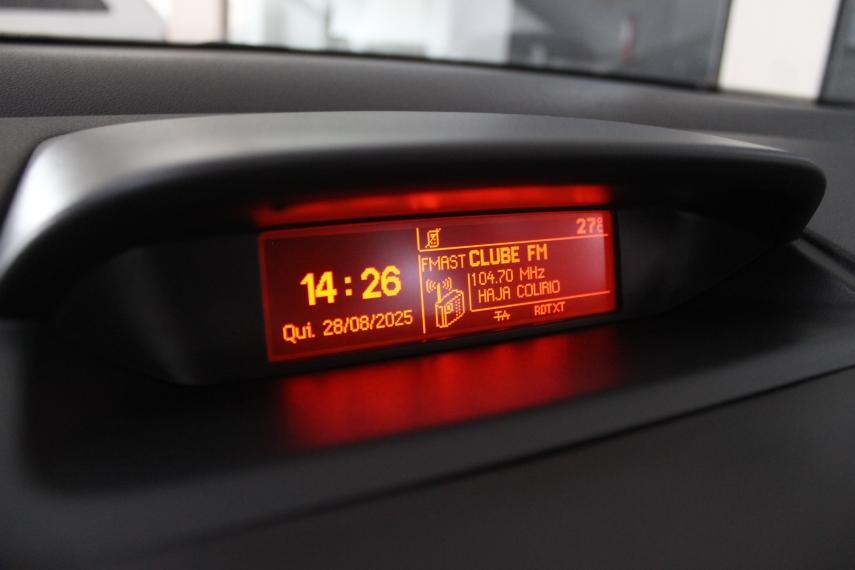 14:26
Qui. 28/08/2025
27°C
FMAST CLUBE FM
104.70 MHz
HAJA COLIRIO
TA RDTXT